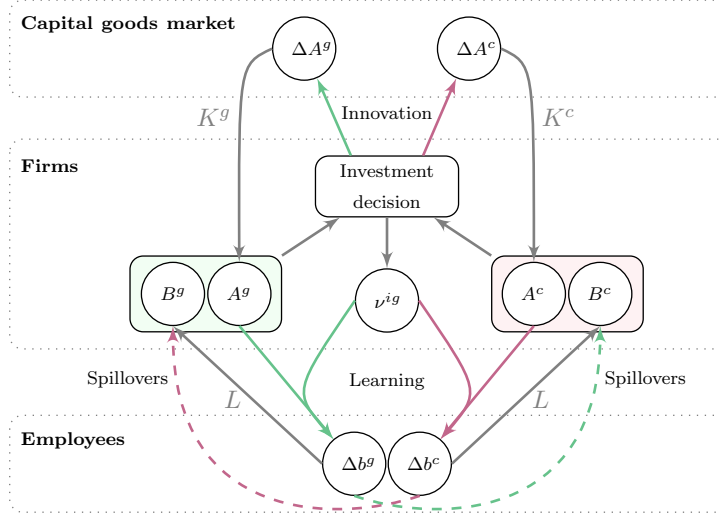 Capital goods market
ΔA^g
ΔA^c
K^g
Innovation
K^c
Firms
Investment
decision
B^g
A^g
ν^{ig}
A^c
B^c
Spillovers
Learning
Spillovers
L
L
Employees
Δb^g
Δb^c